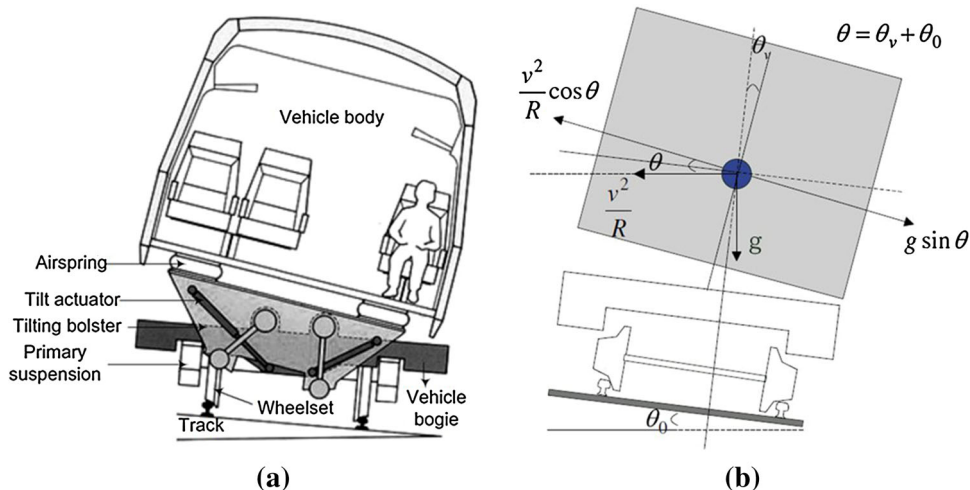 Vehicle body
Airspring
Tilt actuator
Tilting bolster
Primary
suspension
Wheelset
Track
Vehicle
bogie
(a)
θ = θᵥ + θ₀
θᵥ
v²/R cosθ
θ
v²/R
g
g sin θ
θ₀
(b)